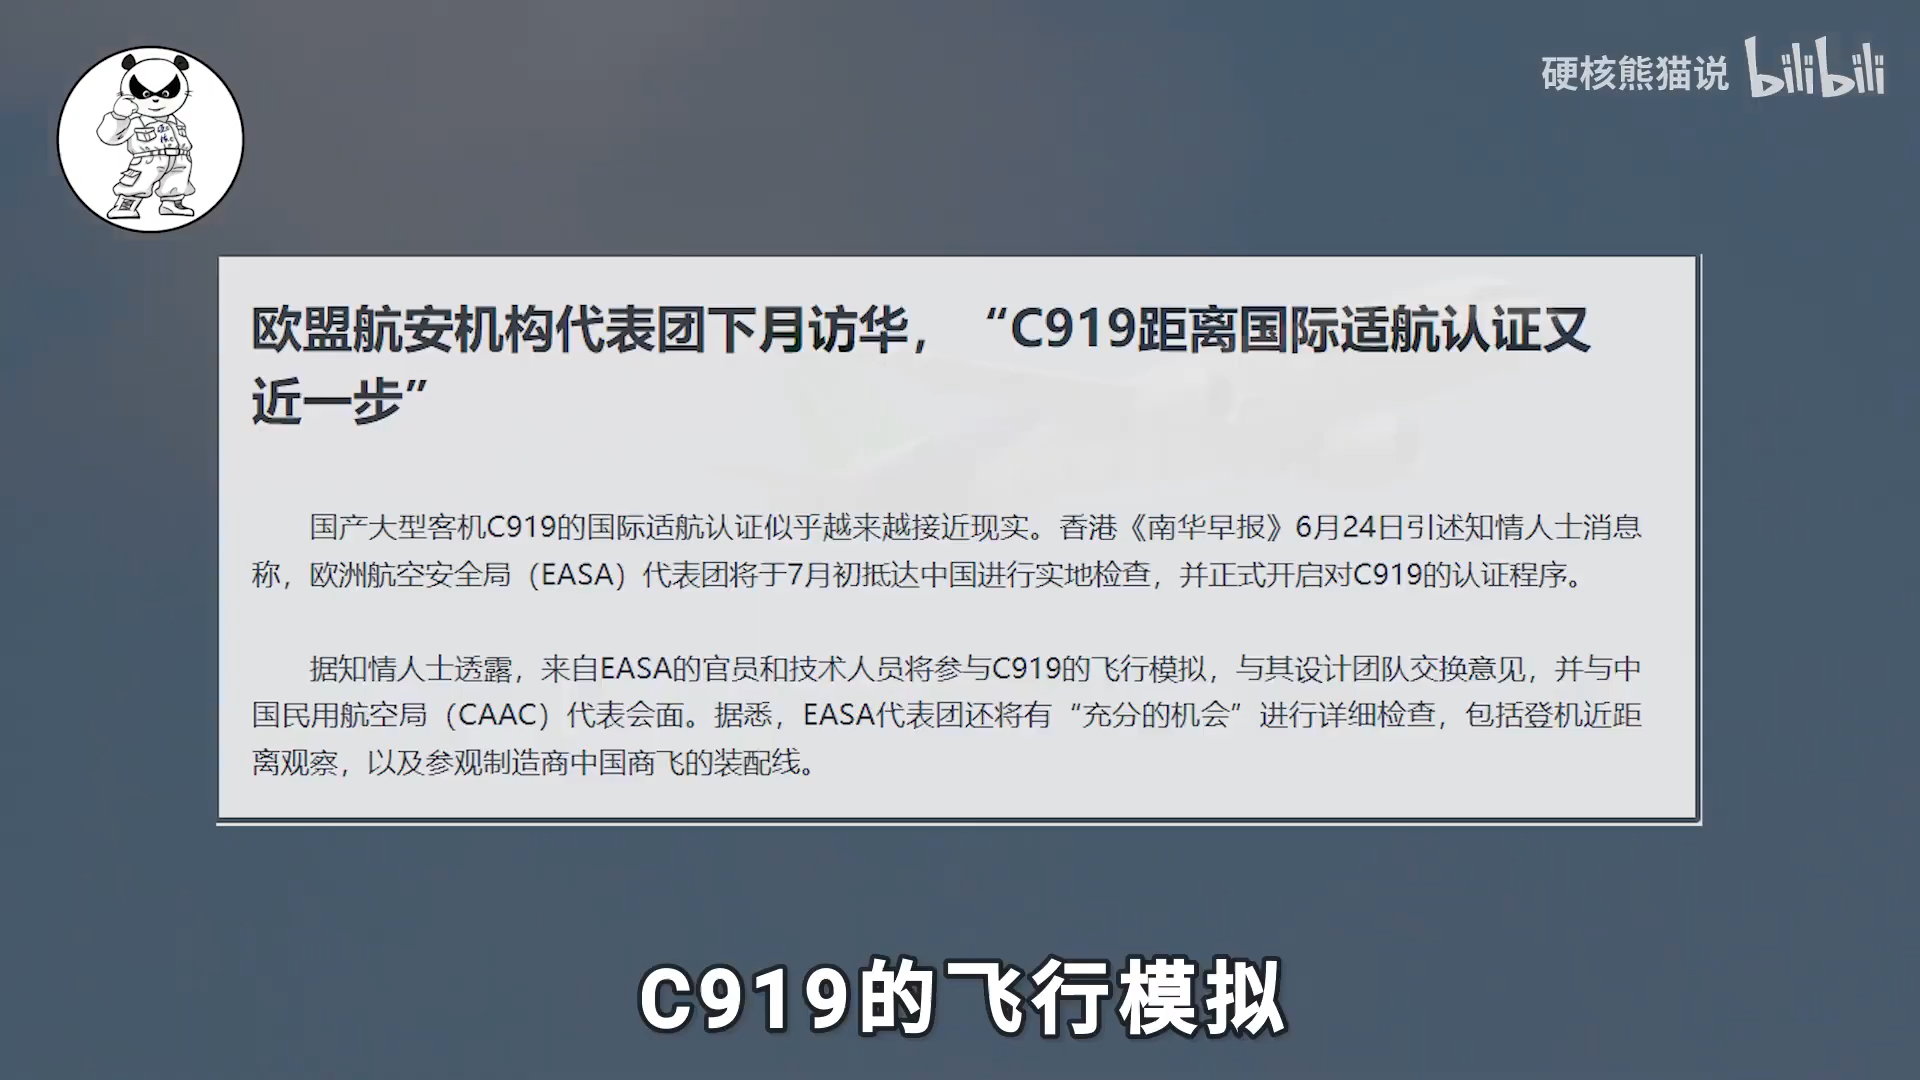 硬核熊猫说 bilibili
欧盟航安机构代表团下月访华，“C919距离国际适航认证又
近一步”
国产大型客机C919的国际适航认证似乎越来越接近现实。香港《南华早报》6月24日引述知情人士消息
称，欧洲航空安全局（EASA）代表团将于7月初抵达中国进行实地检查，并正式开启对C919的认证程序。
据知情人士透露，来自EASA的官员和技术人员将参与C919的飞行模拟，与其设计团队交换意见，并与中
国民用航空局（CAAC）代表会面。据悉，EASA代表团还将有“充分的机会”进行详细检查，包括登机近距
离观察，以及参观制造商中国商飞的装配线。
C919的飞行模拟